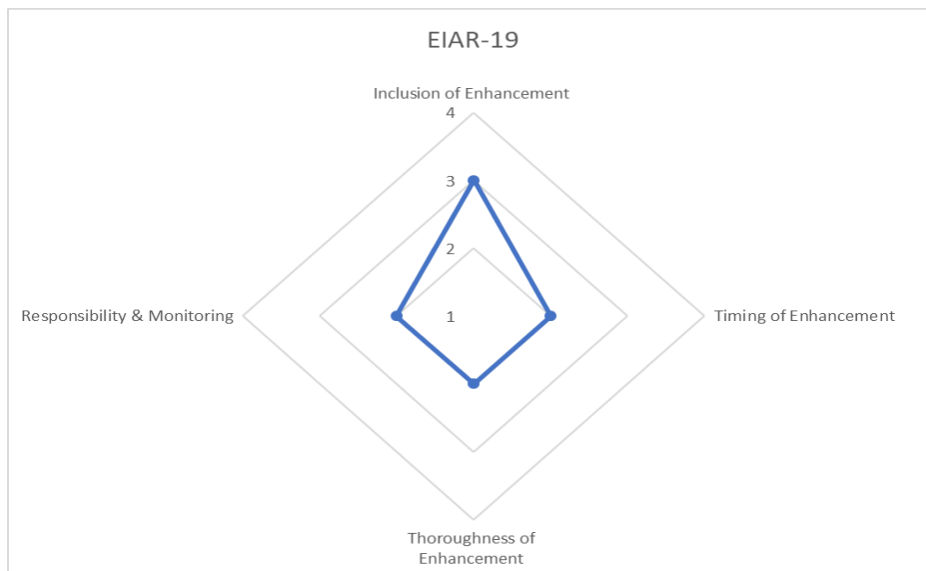 EIAR-19
Inclusion of Enhancement
4
3
2
Responsibility & Monitoring
1
Timing of Enhancement
Thoroughness of
Enhancement